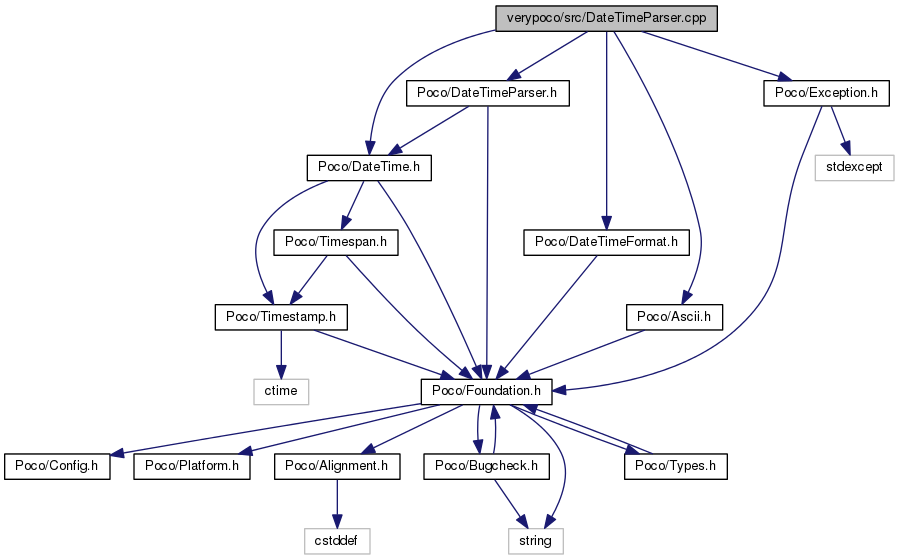 verypoco/src/DateTimeParser.cpp
Poco/DateTimeParser.h
Poco/Exception.h
Poco/DateTime.h
stdexcept
Poco/Timespan.h
Poco/DateTimeFormat.h
Poco/Timestamp.h
Poco/Ascii.h
ctime
Poco/Foundation.h
Poco/Config.h
Poco/Platform.h
Poco/Alignment.h
Poco/Bugcheck.h
Poco/Types.h
cstddef
string